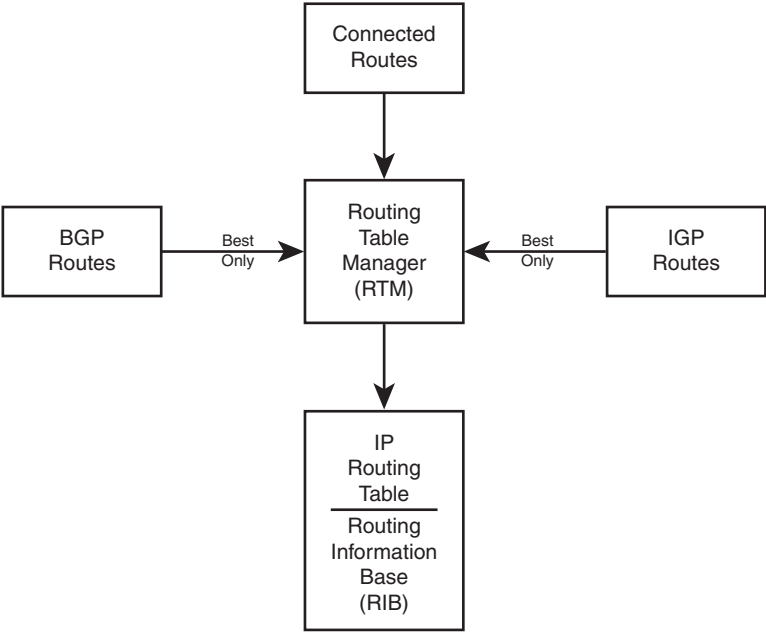 Connected
Routes
BGP
Routes
Best
Only
Routing
Table
Manager
(RTM)
Best
Only
IGP
Routes
IP
Routing
Table
Routing
Information
Base
(RIB)